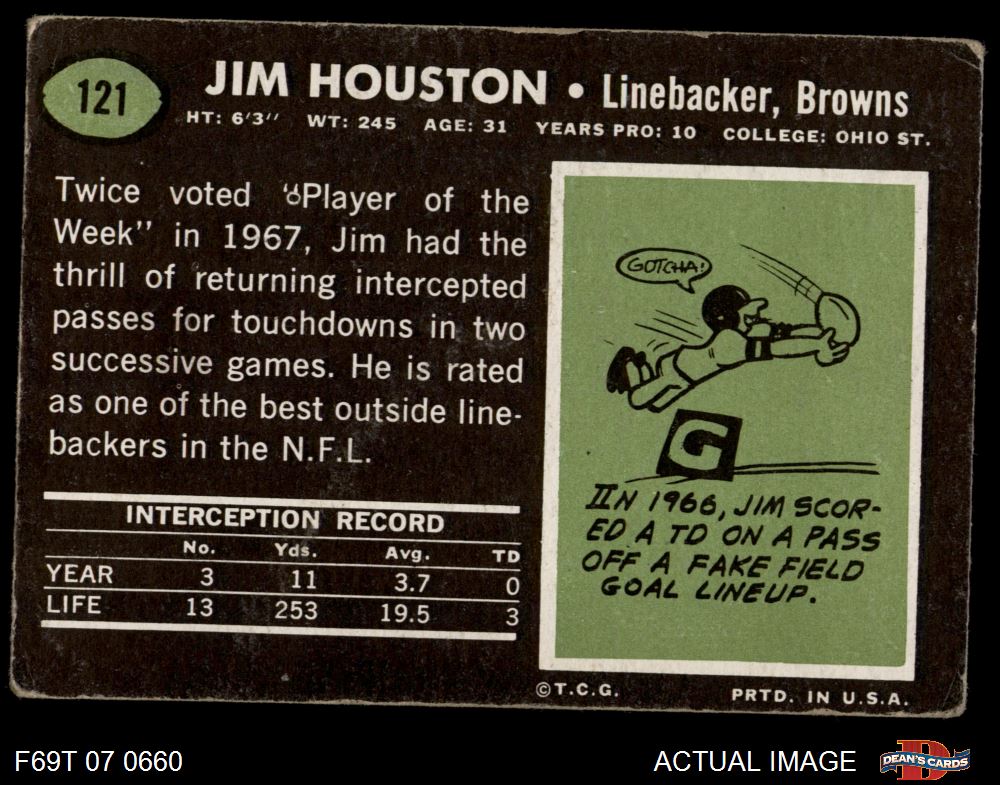 121
JIM HOUSTON • Linebacker, Browns
HT: 6'3" WT: 245 AGE: 31 YEARS PRO: 10 COLLEGE: OHIO ST.
Twice voted "Player of the
Week" in 1967, Jim had the
thrill of returning intercepted
passes for touchdowns in two
successive games. He is rated
as one of the best outside line-
backers in the N.F.L.
INTERCEPTION RECORD
No. Yds. Avg. TD
YEAR 3 11 3.7 0
LIFE 13 253 19.5 3
GOTCHA!
G
IIN 1966, JIM SCOR-
ED A TD ON A PASS
OFF A FAKE FIELD
GOAL LINEUP.
©T.C.G. PRTD. IN U.S.A.
F69T 07 0660 ACTUAL IMAGE
D
DEAN'S CARDS